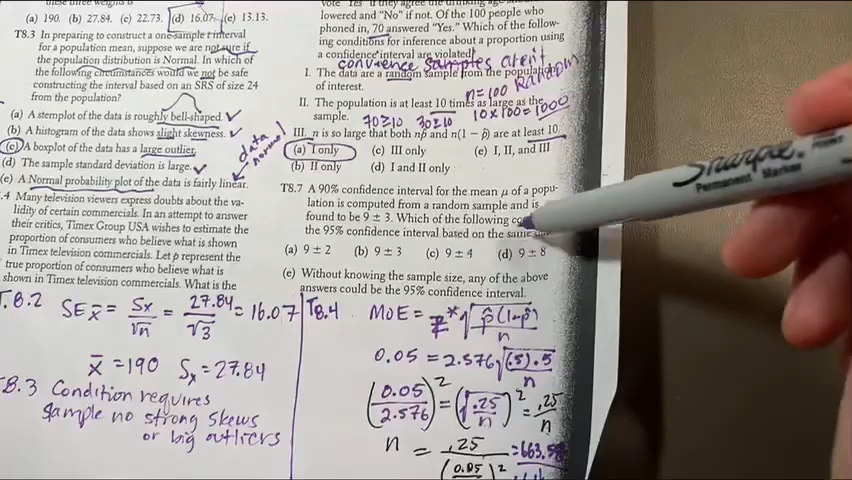 these three weights is
(a) 190. (b) 27.84. (c) 22.73. (d) 16.07. (e) 13.13.
T8.3 In preparing to construct a one-sample t interval
for a population mean, suppose we are not sure if
the population distribution is Normal. In which of
the following circumstances would we not be safe
constructing the interval based on an SRS of size 24
from the population?
(a) A stemplot of the data is roughly bell-shaped.
(b) A histogram of the data shows slight skewness.
(c) A boxplot of the data has a large outlier.
(d) The sample standard deviation is large.
(e) A Normal probability plot of the data is fairly linear.
data normal
.4 Many television viewers express doubts about the va-
lidity of certain commercials. In an attempt to answer
their critics, Timex Group USA wishes to estimate the
proportion of consumers who believe what is shown
in Timex television commercials. Let p represent the
true proportion of consumers who believe what is
shown in Timex television commercials. What is the
T.8.2 SEx̄ = Sx/√n = 27.84/√3 = 16.07
x̄ = 190 Sx = 27.84
8.3 Condition requires
sample no strong skews
or big outliers
vote "Yes" if they agree
lowered and "No" if not. Of the 100 people who
phoned in, 70 answered "Yes." Which of the follow-
ing conditions for inference about a proportion using
a confidence interval are violated?
samples aren't
random
I. The data are a random sample from the population
of interest.
n=100
II. The population is at least 10 times as large as the
sample.
70≥10 30≥10 10x100=1000
III. n is so large that both np̂ and n(1 - p̂) are at least 10.
(a) I only (c) III only (e) I, II, and III
(b) II only (d) I and II only
T8.7 A 90% confidence interval for the mean μ of a popu-
lation is computed from a random sample and is
found to be 9 ± 3. Which of the following
the 95% confidence interval based on the same
(a) 9 ± 2 (b) 9 ± 3 (c) 9 ± 4 (d) 9 ± 8
(e) Without knowing the sample size, any of the above
answers could be the 95% confidence interval.
T8.4 MOE = z* √(p̂(1-p̂)/n)
0.05 = 2.576 √((.5).5/n)
(0.05/2.576)² = (√(.25/n))² = .25/n
n = .25/(0.05)² = 663.5
Sharpie
Permanent Marker